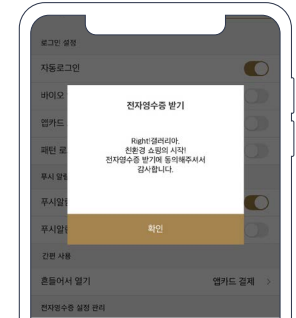 로그인 설정
자동로그인
바이오
앱카드
패턴 로
푸시 알림
푸시알림
푸시알림
전자영수증 받기
Right!갤러리아.
친환경 쇼핑의 시작!
전자영수증 받기에 동의해주셔서
감사합니다.
확인
간편 사용
흔들어서 열기
앱카드 결제 >
전자영수증 설정 관리